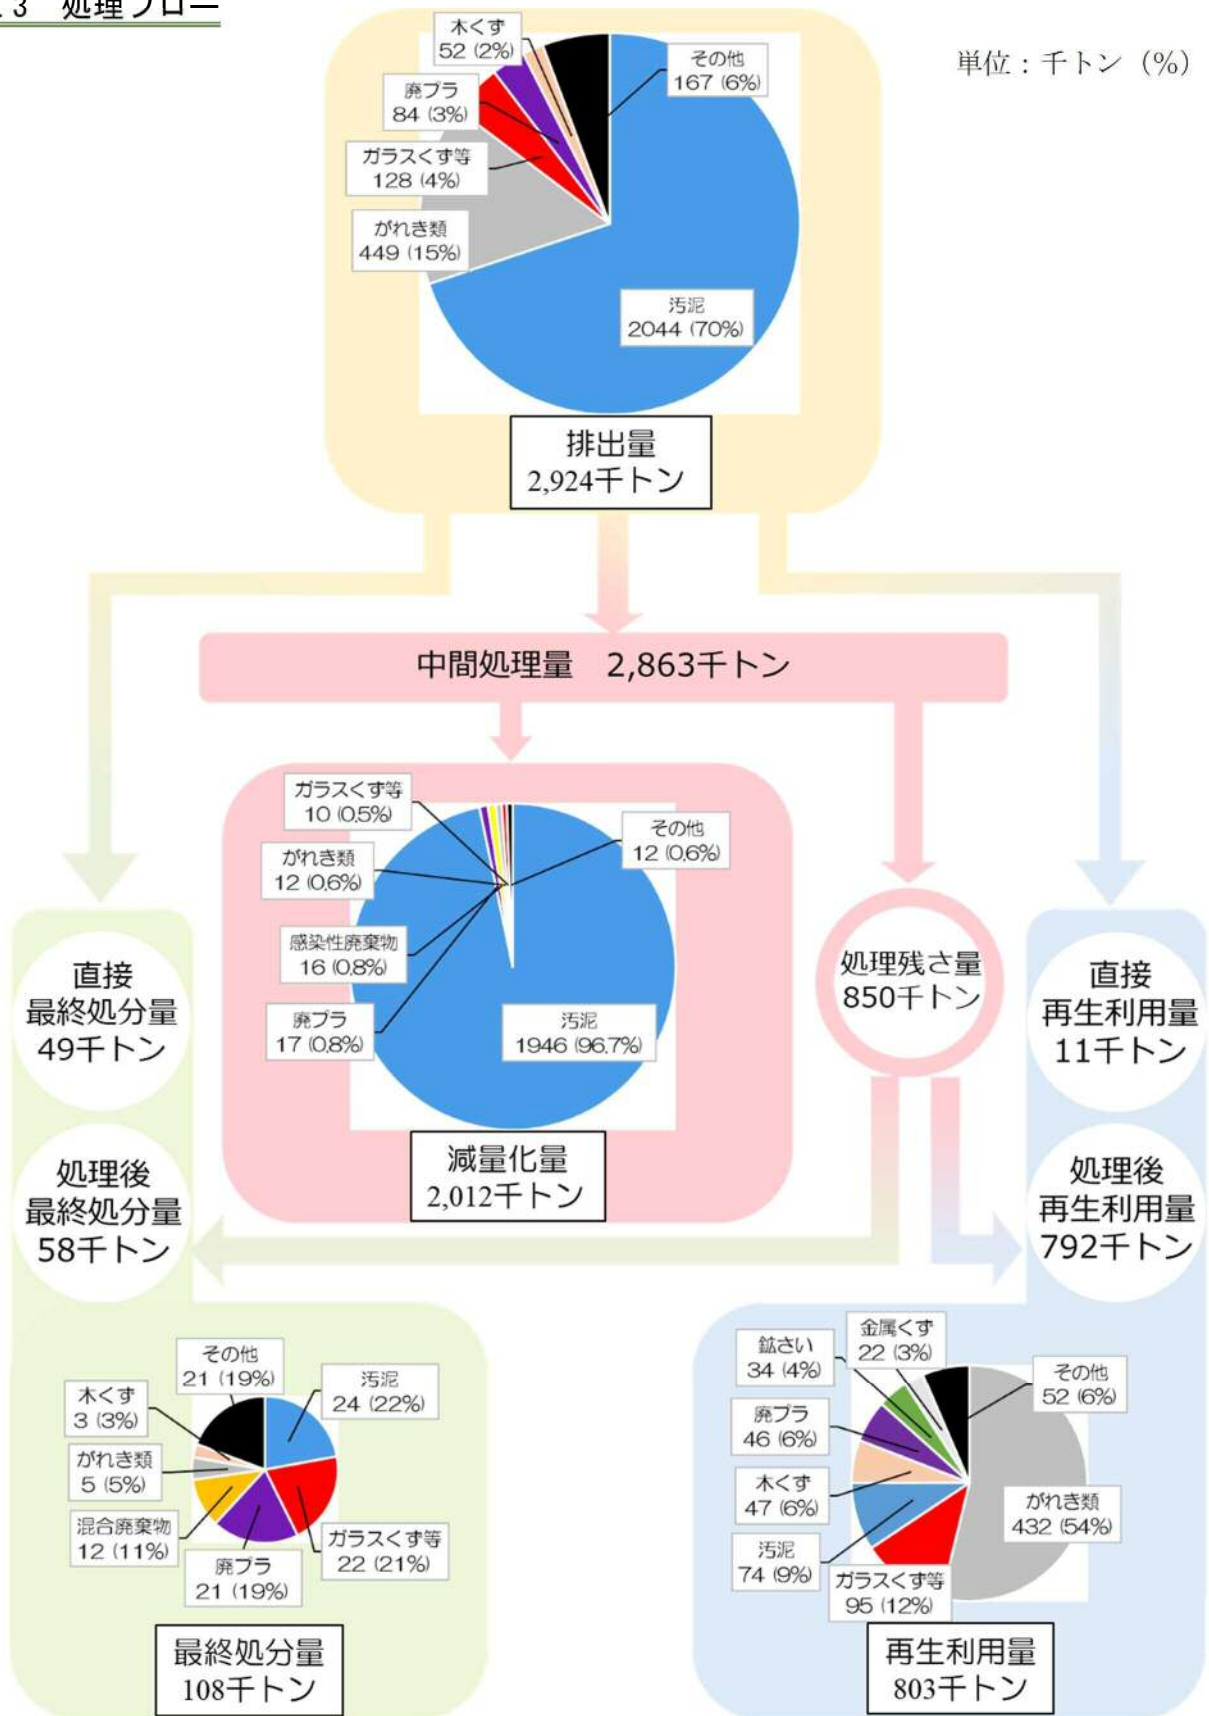 3 処理フロー
単位：千トン（％）
木くず
52 (2%)
その他
167 (6%)
廃プラ
84 (3%)
ガラスくず等
128 (4%)
がれき類
449 (15%)
汚泥
2044 (70%)
排出量
2,924千トン
中間処理量　2,863千トン
ガラスくず等
10 (0.5%)
その他
12 (0.6%)
がれき類
12 (0.6%)
感染性廃棄物
16 (0.8%)
廃プラ
17 (0.8%)
汚泥
1946 (96.7%)
減量化量
2,012千トン
処理残さ量
850千トン
直接
最終処分量
49千トン
処理後
最終処分量
58千トン
直接
再生利用量
11千トン
処理後
再生利用量
792千トン
その他
21 (19%)
汚泥
24 (22%)
木くず
3 (3%)
がれき類
5 (5%)
混合廃棄物
12 (11%)
廃プラ
21 (19%)
ガラスくず等
22 (21%)
最終処分量
108千トン
金属くず
22 (3%)
鉱さい
34 (4%)
その他
52 (6%)
廃プラ
46 (6%)
木くず
47 (6%)
がれき類
432 (54%)
汚泥
74 (9%)
ガラスくず等
95 (12%)
再生利用量
803千トン